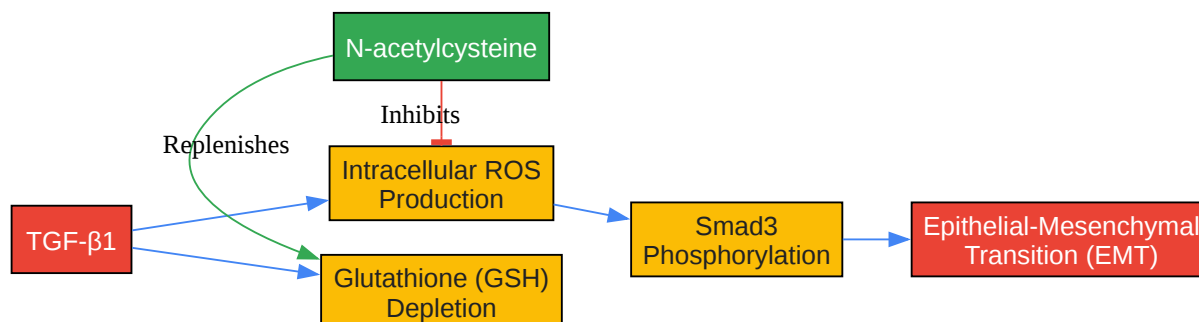 N-acetylcysteine
Inhibits
Replenishes
Intracellular ROS
Production
TGF-β1
Glutathione (GSH)
Depletion
Smad3
Phosphorylation
Epithelial-Mesenchymal
Transition (EMT)